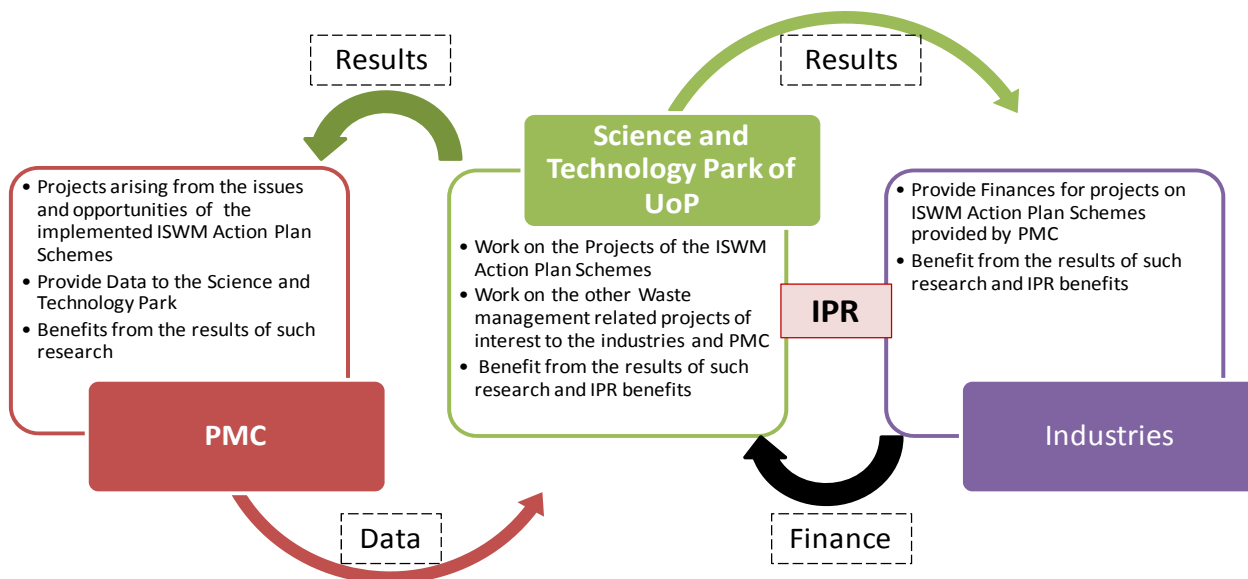 Results
Results
Science and
Technology Park of
UoP
• Projects arising from the issues
and opportunities of the
implemented ISWM Action Plan
Schemes
• Provide Data to the Science and
Technology Park
• Benefits from the results of such
research
PMC
• Work on the Projects of the ISWM
Action Plan Schemes
• Work on the other Waste
management related projects of
interest to the industries and PMC
• Benefit from the results of such
research and IPR benefits
IPR
• Provide Finances for projects on
ISWM Action Plan Schemes
provided by PMC
• Benefit from the results of such
research and IPR benefits
Industries
Data
Finance